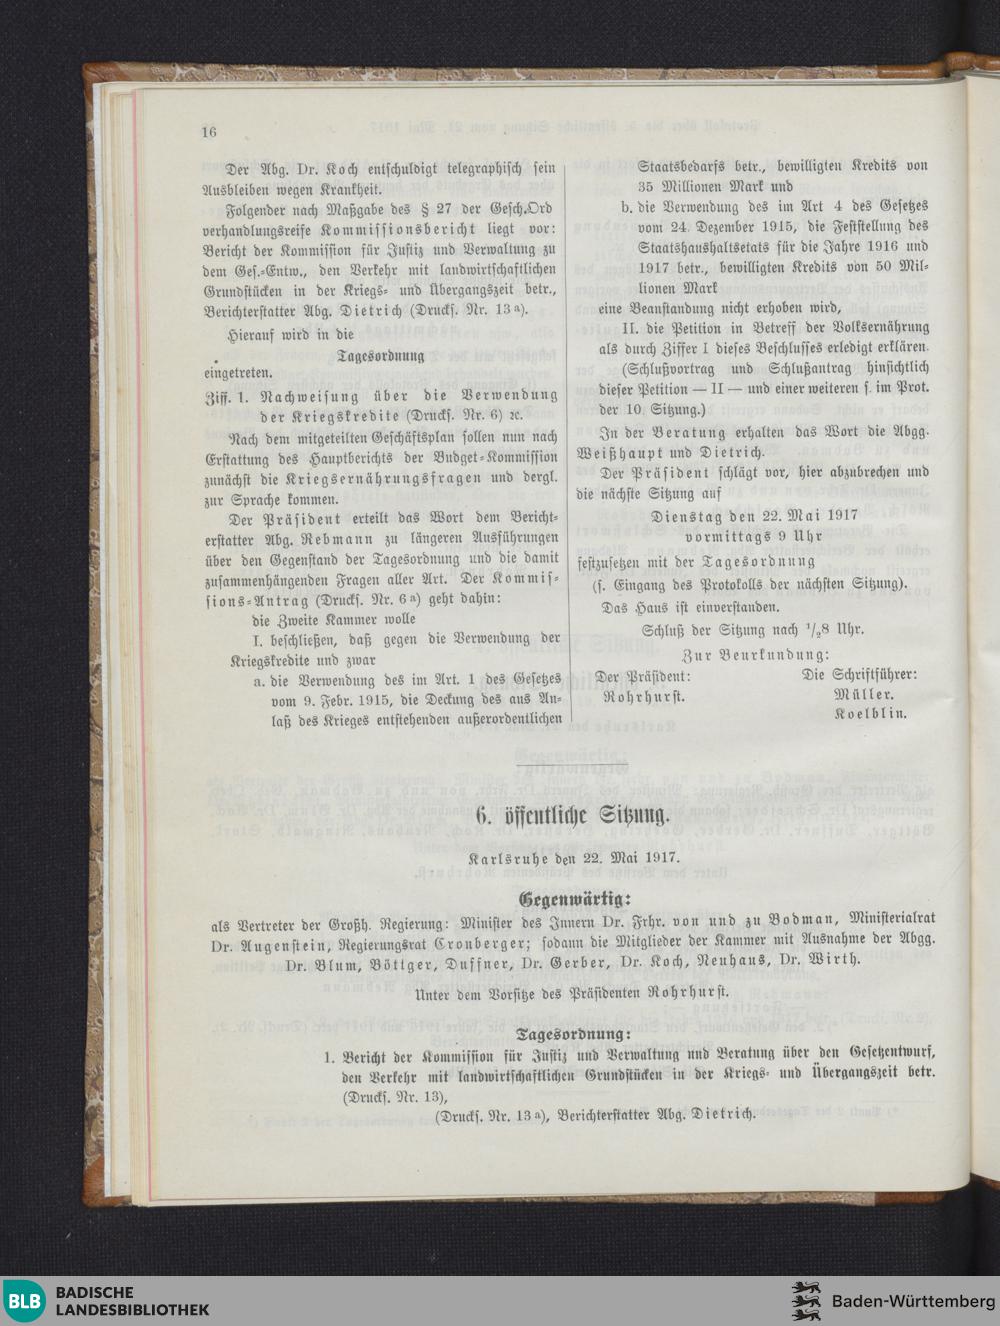 16
Der Abg. Dr. Koch entschuldigt telegraphisch sein
Ausbleiben wegen Krankheit.
Folgender nach Maßgabe des § 27 der Gesch.Ord
verhandlungsreife Kommissionsbericht liegt vor:
Bericht der Kommission für Justiz und Verwaltung zu
dem Ges.-Entw., den Verkehr mit landwirtschaftlichen
Grundstücken in der Kriegs- und Übergangszeit betr.,
Berichterstatter Abg. Dietrich (Drucks. Nr. 13 a).
Hierauf wird in die
Tagesordnung
eingetreten.
Ziff. 1. Nachweisung über die Verwendung
der Kriegskredite (Drucks. Nr. 6) ꝛc.
Nach dem mitgeteilten Geschäftsplan sollen nun nach
Erstattung des Hauptberichts der Budget-Kommission
zunächst die Kriegsernährungsfragen und dergl.
zur Sprache kommen.
Der Präsident erteilt das Wort dem Bericht-
erstatter Abg. Rebmann zu längeren Ausführungen
über den Gegenstand der Tagesordnung und die damit
zusammenhängenden Fragen aller Art. Der Kommis-
sions-Antrag (Drucks. Nr. 6 a) geht dahin:
die Zweite Kammer wolle
I. beschließen, daß gegen die Verwendung der
Kriegskredite und zwar
a. die Verwendung des im Art. 1 des Gesetzes
vom 9. Febr. 1915, die Deckung des aus An-
laß des Krieges entstehenden außerordentlichen
Staatsbedarfs betr., bewilligten Kredits von
35 Millionen Mark und
b. die Verwendung des im Art 4 des Gesetzes
vom 24. Dezember 1915, die Feststellung des
Staatshaushaltsetats für die Jahre 1916 und
1917 betr., bewilligten Kredits von 50 Mil-
lionen Mark
eine Beanstandung nicht erhoben wird,
II. die Petition in Betreff der Volksernährung
als durch Ziffer I dieses Beschlusses erledigt erklären.
(Schlußvortrag und Schlußantrag hinsichtlich
dieser Petition — II — und einer weiteren s. im Prot.
der 10. Sitzung.)
In der Beratung erhalten das Wort die Abgg.
Weißhaupt und Dietrich.
Der Präsident schlägt vor, hier abzubrechen und
die nächste Sitzung auf
Dienstag den 22. Mai 1917
vormittags 9 Uhr
festzusetzen mit der Tagesordnung
(s. Eingang des Protokolls der nächsten Sitzung).
Das Haus ist einverstanden.
Schluß der Sitzung nach 1/28 Uhr.
Zur Beurkundung:
Der Präsident: Die Schriftführer:
Rohrhurst. Müller.
Koelblin.
6. öffentliche Sitzung.
Karlsruhe den 22. Mai 1917.
Gegenwärtig:
als Vertreter der Großh. Regierung: Minister des Innern Dr. Frhr. von und zu Bodman, Ministerialrat
Dr. Augenstein, Regierungsrat Cronberger; sodann die Mitglieder der Kammer mit Ausnahme der Abgg.
Dr. Blum, Böttger, Duffner, Dr. Gerber, Dr. Koch, Neuhaus, Dr. Wirth.
Unter dem Vorsitze des Präsidenten Rohrhurst.
Tagesordnung:
1. Bericht der Kommission für Justiz und Verwaltung und Beratung über den Gesetzentwurf,
den Verkehr mit landwirtschaftlichen Grundstücken in der Kriegs- und Übergangszeit betr.
(Drucks. Nr. 13),
(Drucks. Nr. 13 a), Berichterstatter Abg. Dietrich.
BLB BADISCHE
LANDESBIBLIOTHEK
Baden-Württemberg